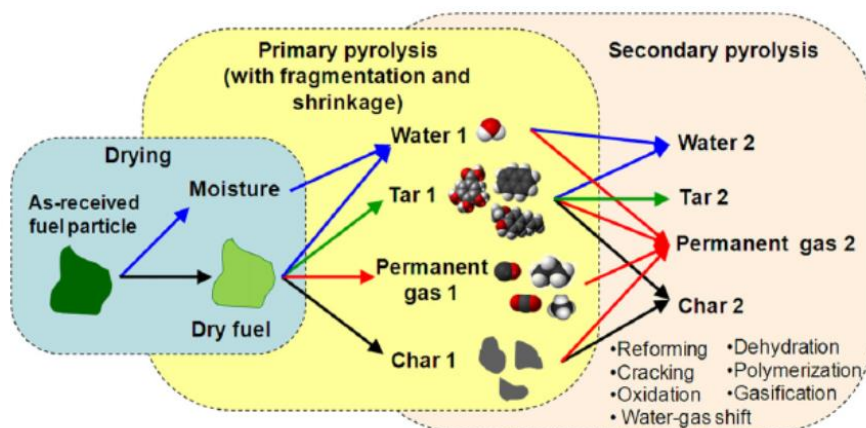 Primary pyrolysis
(with fragmentation and
shrinkage)
Secondary pyrolysis
Drying
As-received
fuel particle
Moisture
Dry fuel
Water 1
Tar 1
Permanent
gas 1
Char 1
Water 2
Tar 2
Permanent gas 2
Char 2
•Reforming •Dehydration
•Cracking •Polymerization
•Oxidation •Gasification
• Water-gas shift